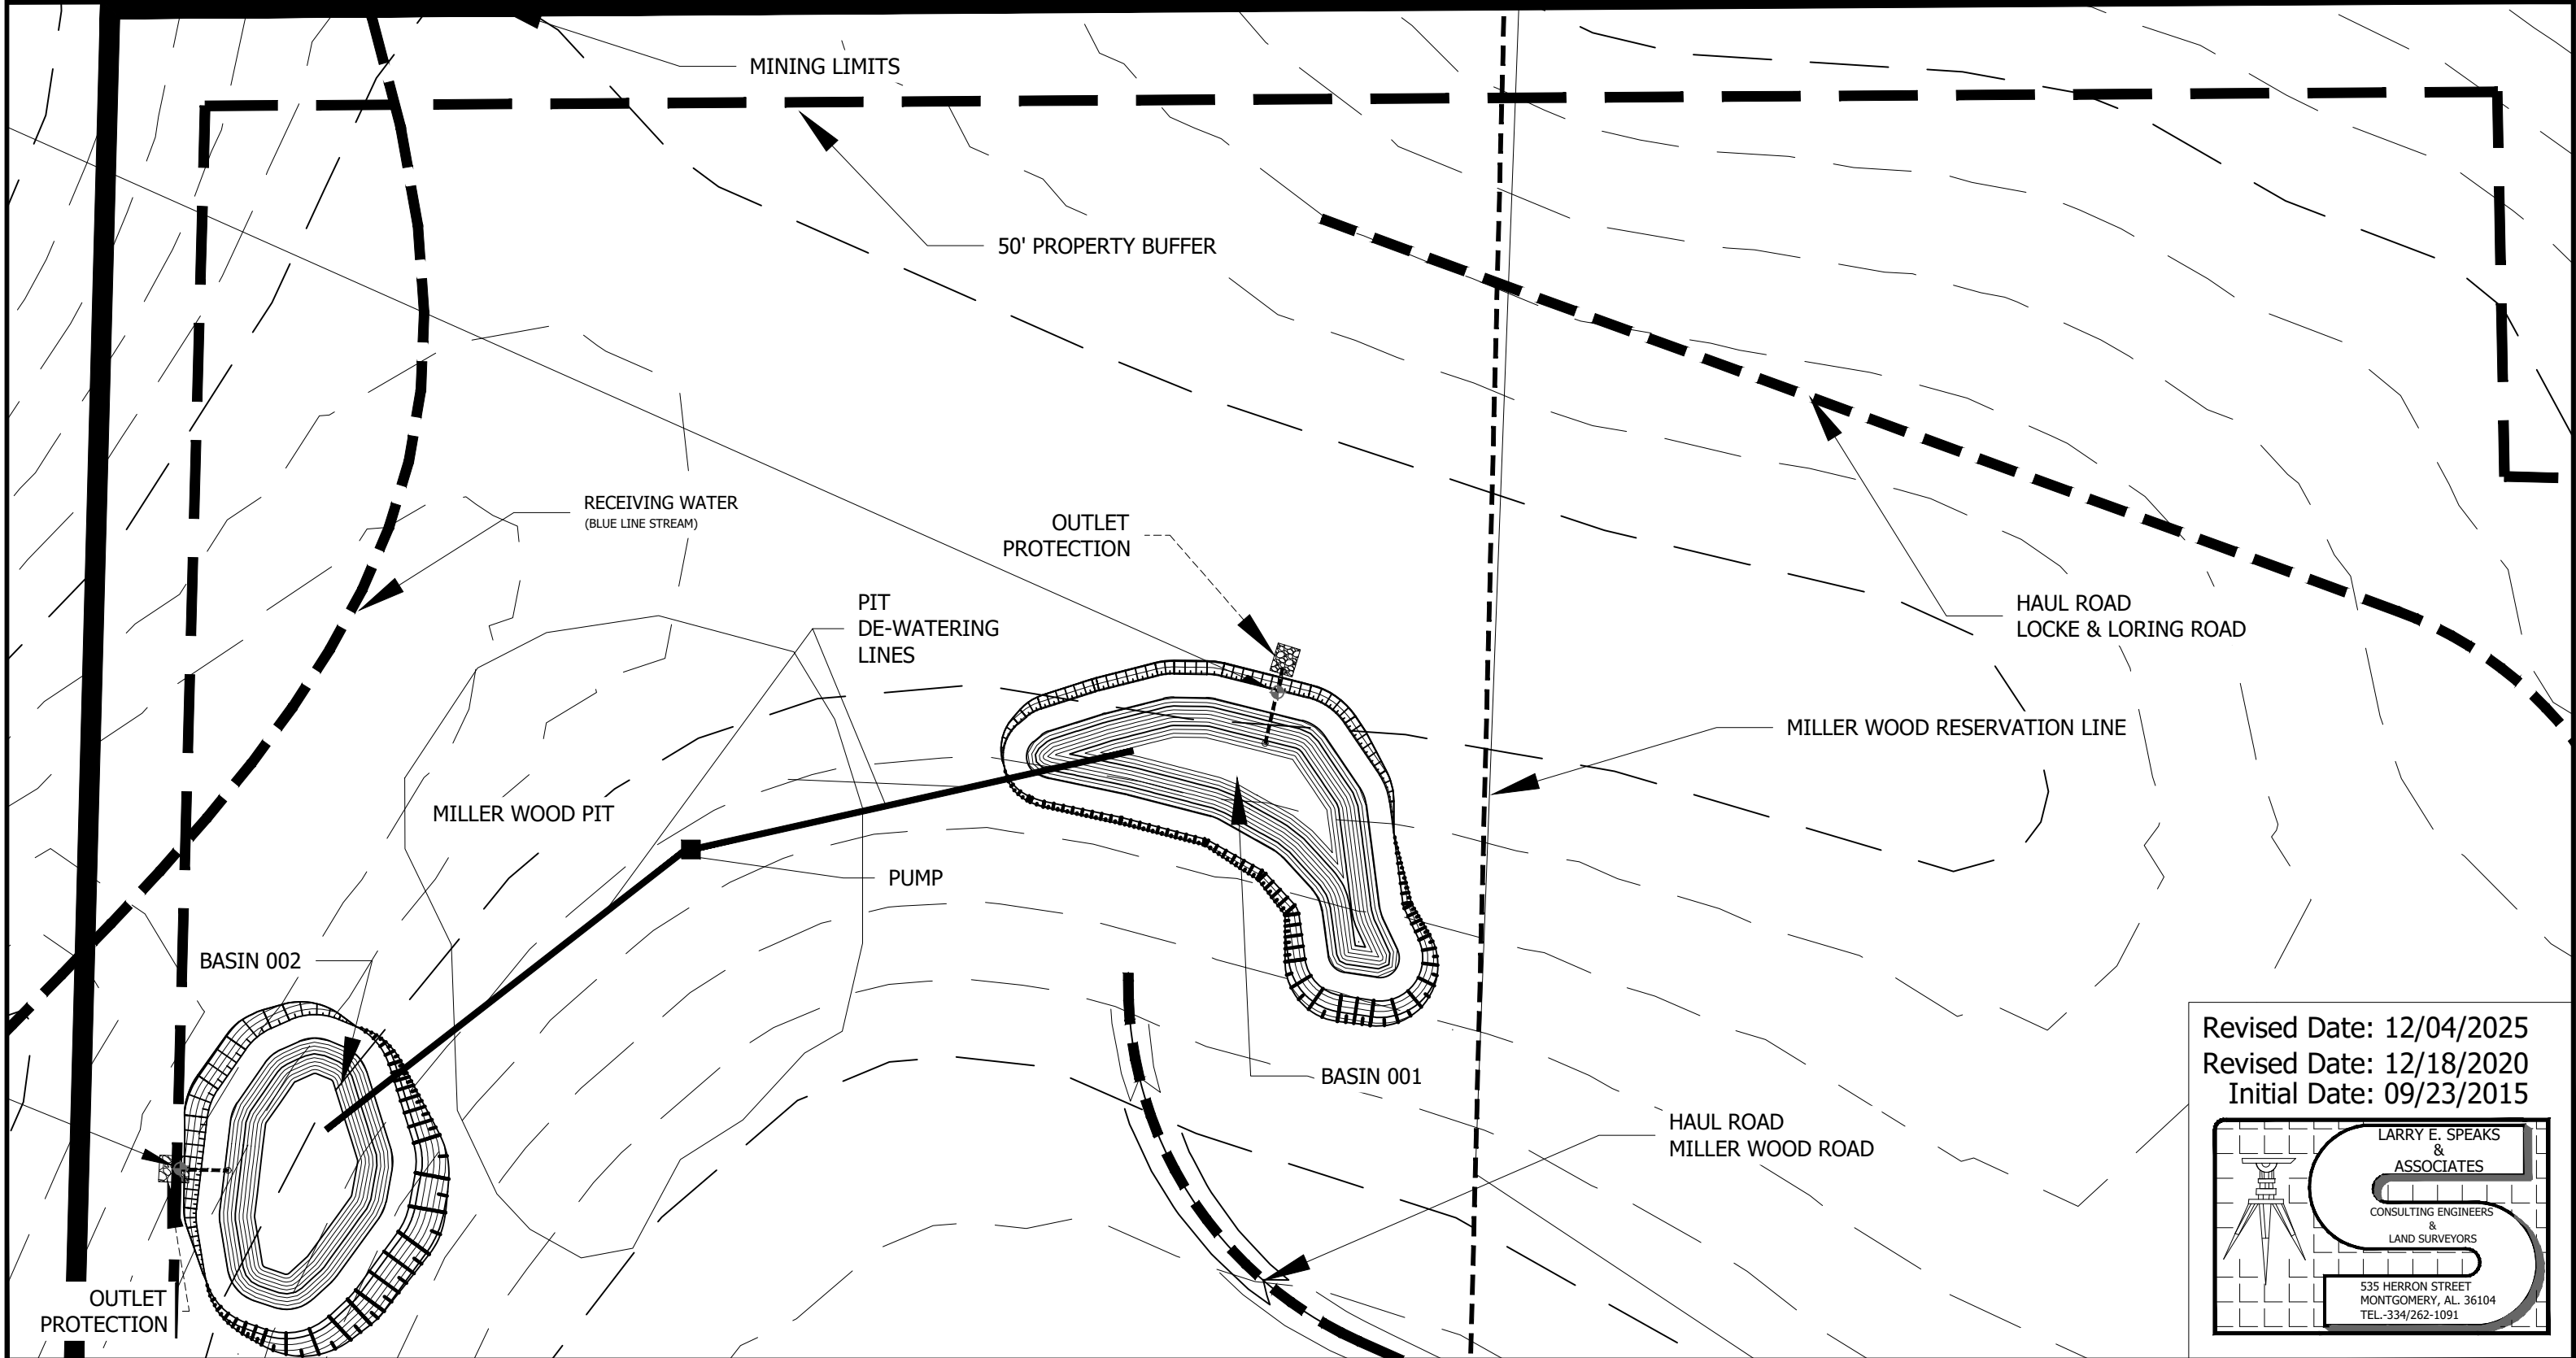 MINING LIMITS
50' PROPERTY BUFFER
RECEIVING WATER
(BLUE LINE STREAM)
OUTLET
PROTECTION
PIT
DE-WATERING
LINES
HAUL ROAD
LOCKE & LORING ROAD
MILLER WOOD RESERVATION LINE
MILLER WOOD PIT
PUMP
BASIN 002
BASIN 001
HAUL ROAD
MILLER WOOD ROAD
OUTLET
PROTECTION
Revised Date: 12/04/2025
Revised Date: 12/18/2020
Initial Date: 09/23/2015
LARRY E. SPEAKS
&
ASSOCIATES
CONSULTING ENGINEERS
&
LAND SURVEYORS
535 HERRON STREET
MONTGOMERY, AL. 36104
TEL.-334/262-1091